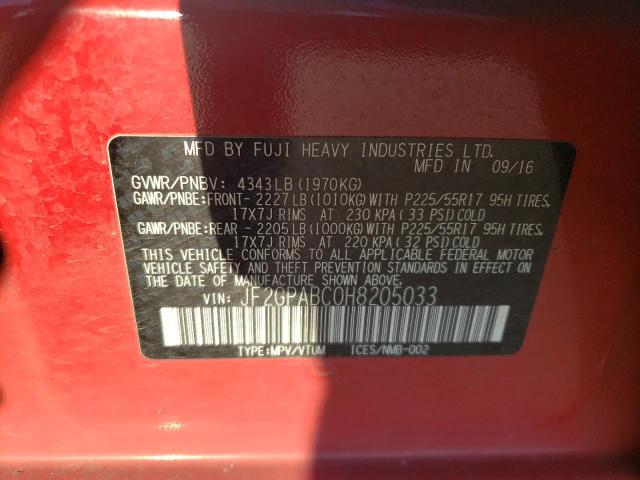 MFD BY FUJI HEAVY INDUSTRIES LTD.
MFD IN 09/16
GVWR/PNBV: 4343LB(1970KG)
GAWR/PNBE:FRONT-2227LB(1010KG)WITH P225/55R17 95H TIRES,
17X7J RIMS AT 230 KPA(33 PSI)COLD
GAWR/PNBE:REAR -2205LB(1000KG)WITH P225/55R17 95H TIRES,
17X7J RIMS AT 220 KPA(32 PSI)COLD
THIS VEHICLE CONFORMS TO ALL APPLICABLE FEDERAL MOTOR
VEHICLE SAFETY AND THEFT PREVENTION STANDARDS IN EFFECT ON
THE DATE OF MANUFACTURE SHOWN ABOVE.
VIN: JF2GPABC0H8205033
TYPE:MPV/VTUM ICES/NMB-002